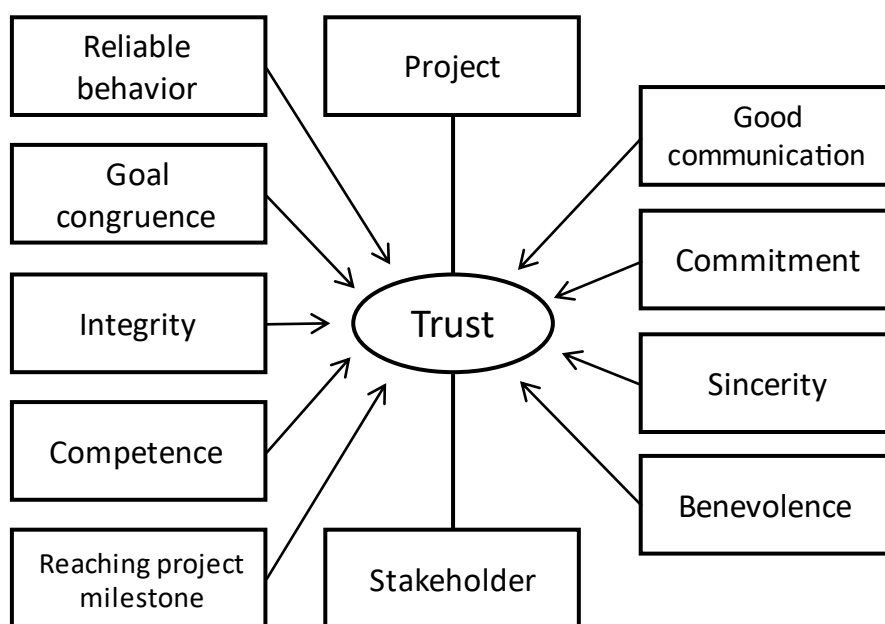 Reliable
behavior
Project
Good
communication
Goal
congruence
Commitment
Integrity
Trust
Sincerity
Competence
Benevolence
Reaching project
milestone
Stakeholder